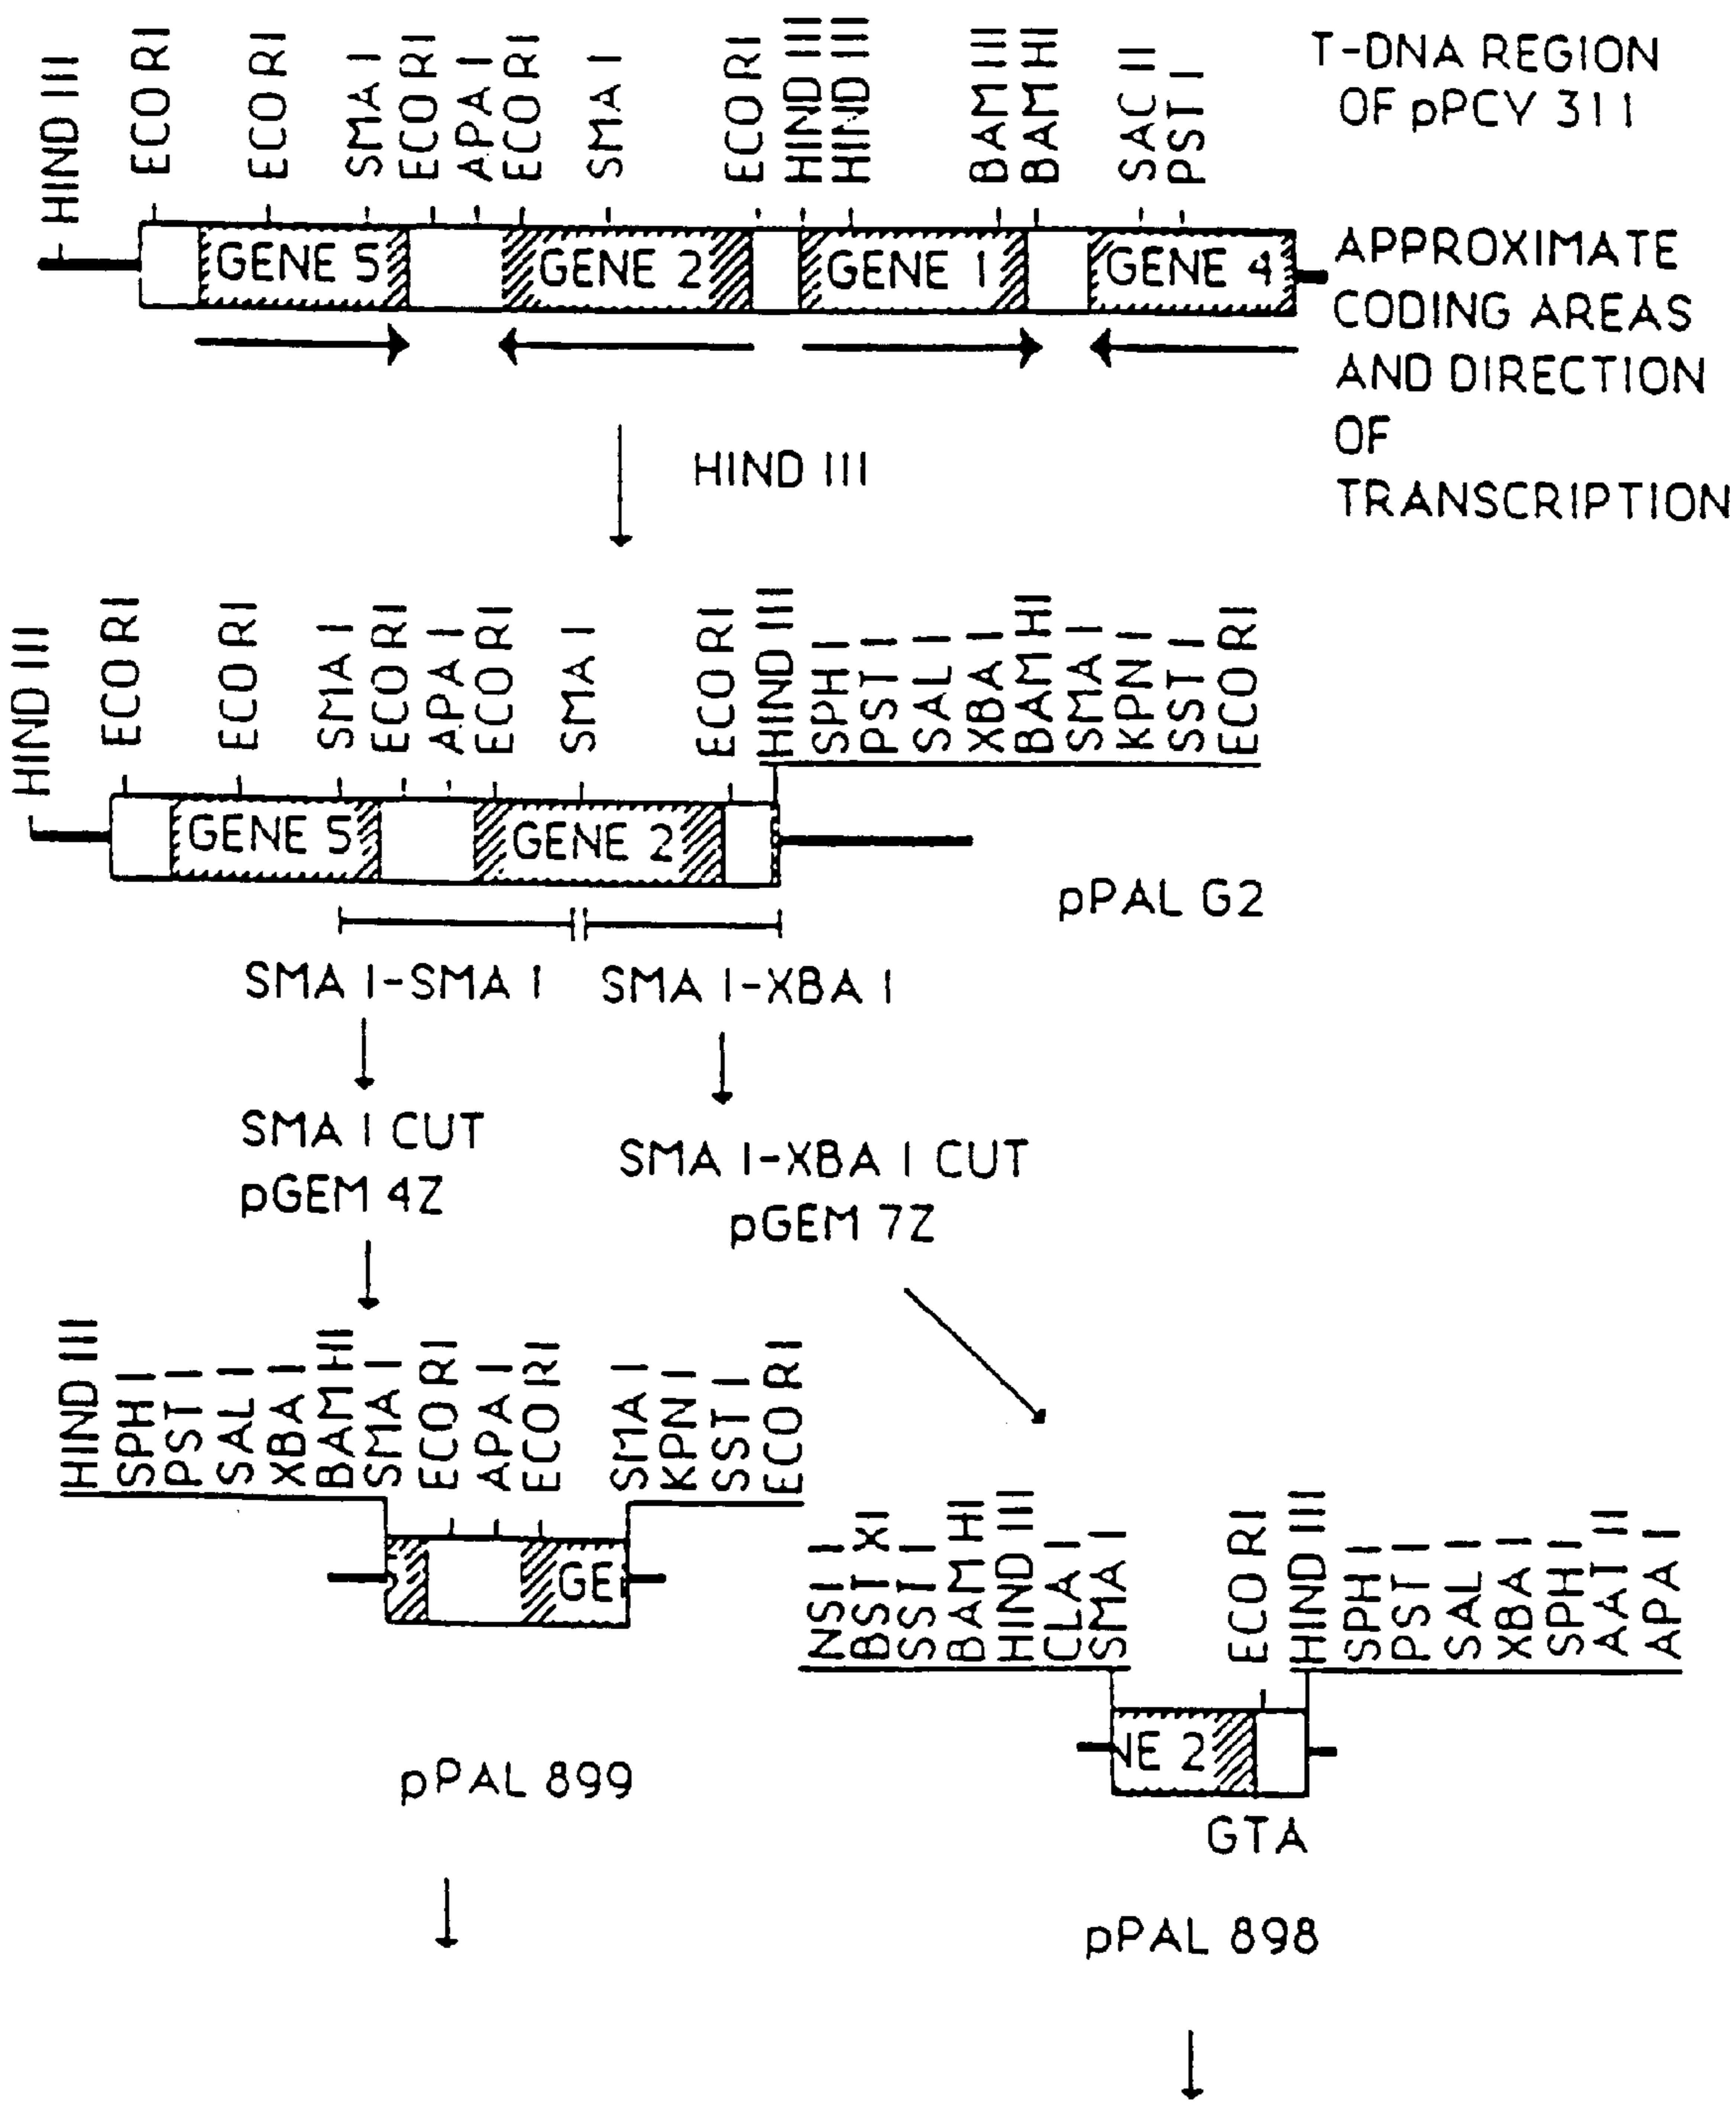 HIND III
ECO RI
ECO RI
SMA I
ECO RI
APA I
ECO RI
SMA I
ECO RI
HIND III
HIND III
BAM III
BAM HI
SAC II
PST I
T-DNA REGION
OF pPCY 311
GENE 5
GENE 2
GENE 1
GENE 4
APPROXIMATE
CODING AREAS
AND DIRECTION
OF
TRANSCRIPTION
HIND III
HIND III
ECO RI
ECO RI
SMA I
ECO RI
APA I
ECO RI
SMA I
ECO RI
HIND III
SPH I
PST I
SAL I
XBA I
BAM HI
SMA I
KPN I
SST I
ECO RI
GENE 5
GENE 2
pPAL G2
SMA I-SMA I
SMA I-XBA I
SMA I CUT
pGEM 4Z
SMA I-XBA I CUT
pGEM 7Z
HIND III
SPH I
PST I
SAL I
XBA I
BAM HI
SMA I
ECO RI
APA I
ECO RI
SMA I
KPN I
SST I
ECO RI
GE
pPAL 899
NSI I
BST XI
SST I
BAM HI
HIND III
CLA I
SMA I
ECO RI
HIND III
SPH I
PST I
SAL I
XBA I
SPH I
AAT II
APA I
NE 2
GTA
pPAL 898